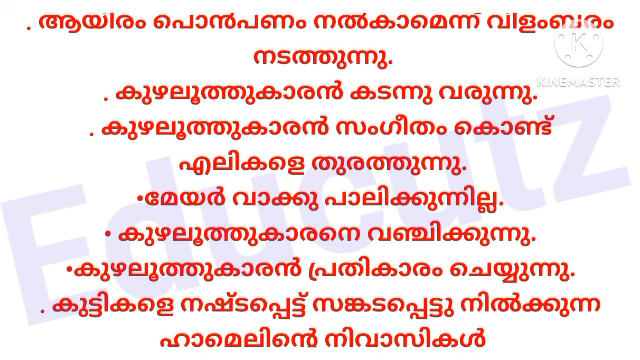 . ആയിരം പൊൻപണം നൽകാമെന്ന് വിളംബരം
നടത്തുന്നു.
. കുഴലൂത്തുകാരൻ കടന്നു വരുന്നു.
. കുഴലൂത്തുകാരൻ സംഗീതം കൊണ്ട്
എലികളെ തുരത്തുന്നു.
•മേയർ വാക്കു പാലിക്കുന്നില്ല.
• കുഴലൂത്തുകാരനെ വഞ്ചിക്കുന്നു.
•കുഴലൂത്തുകാരൻ പ്രതികാരം ചെയ്യുന്നു.
. കുട്ടികളെ നഷ്ടപ്പെട്ട് സങ്കടപ്പെട്ടു നിൽക്കുന്ന
ഹാമെലിന്റെ നിവാസികൾ
KINEMASTER
Educutz